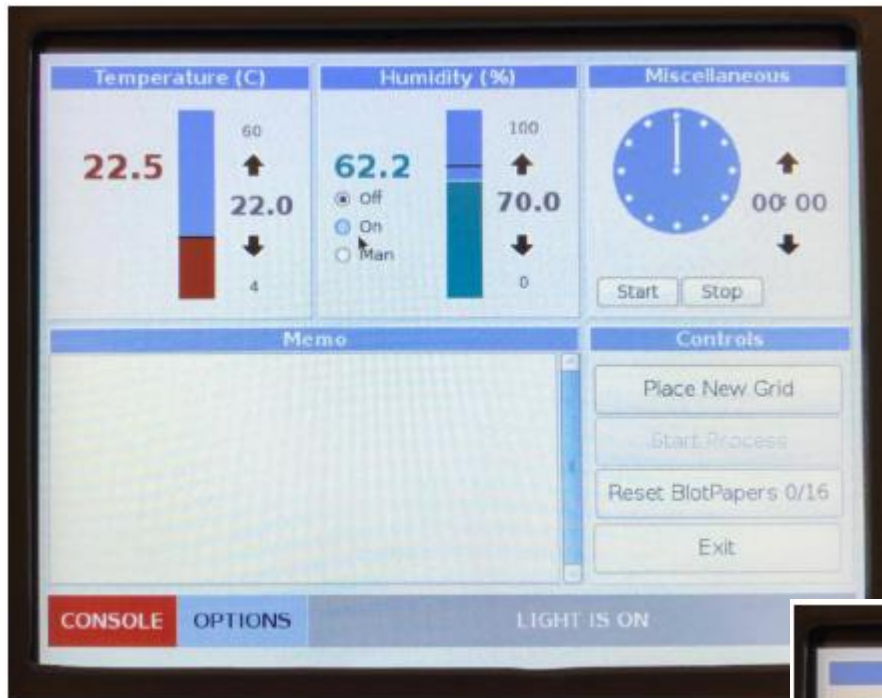 Temperature (C)
60
22.5
22.0
4
Humidity (%)
100
62.2
Off
70.0
On
Man
0
Miscellaneous
00: 00
Start Stop
Memo
Controls
Place New Grid
Start Process
Reset BlotPapers 0/16
Exit
CONSOLE OPTIONS LIGHT IS ON